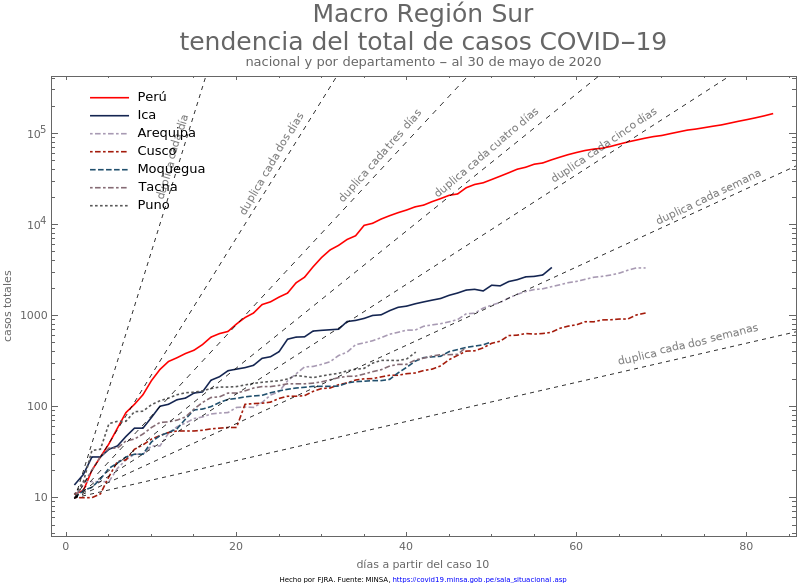 Macro Región Sur
tendencia del total de casos COVID−19
nacional y por departamento − al 30 de mayo de 2020
Perú
Ica
Arequipa
Cusco
Moquegua
Tacna
Puno
duplica cada día
duplica cada dos días
duplica cada tres días
duplica cada cuatro días
duplica cada cinco días
duplica cada semana
duplica cada dos semanas
casos totales
10⁵
10⁴
1000
100
10
0 20 40 60 80
días a partir del caso 10
Hecho por FJRA. Fuente: MINSA, https://covid19.minsa.gob.pe/sala_situacional.asp